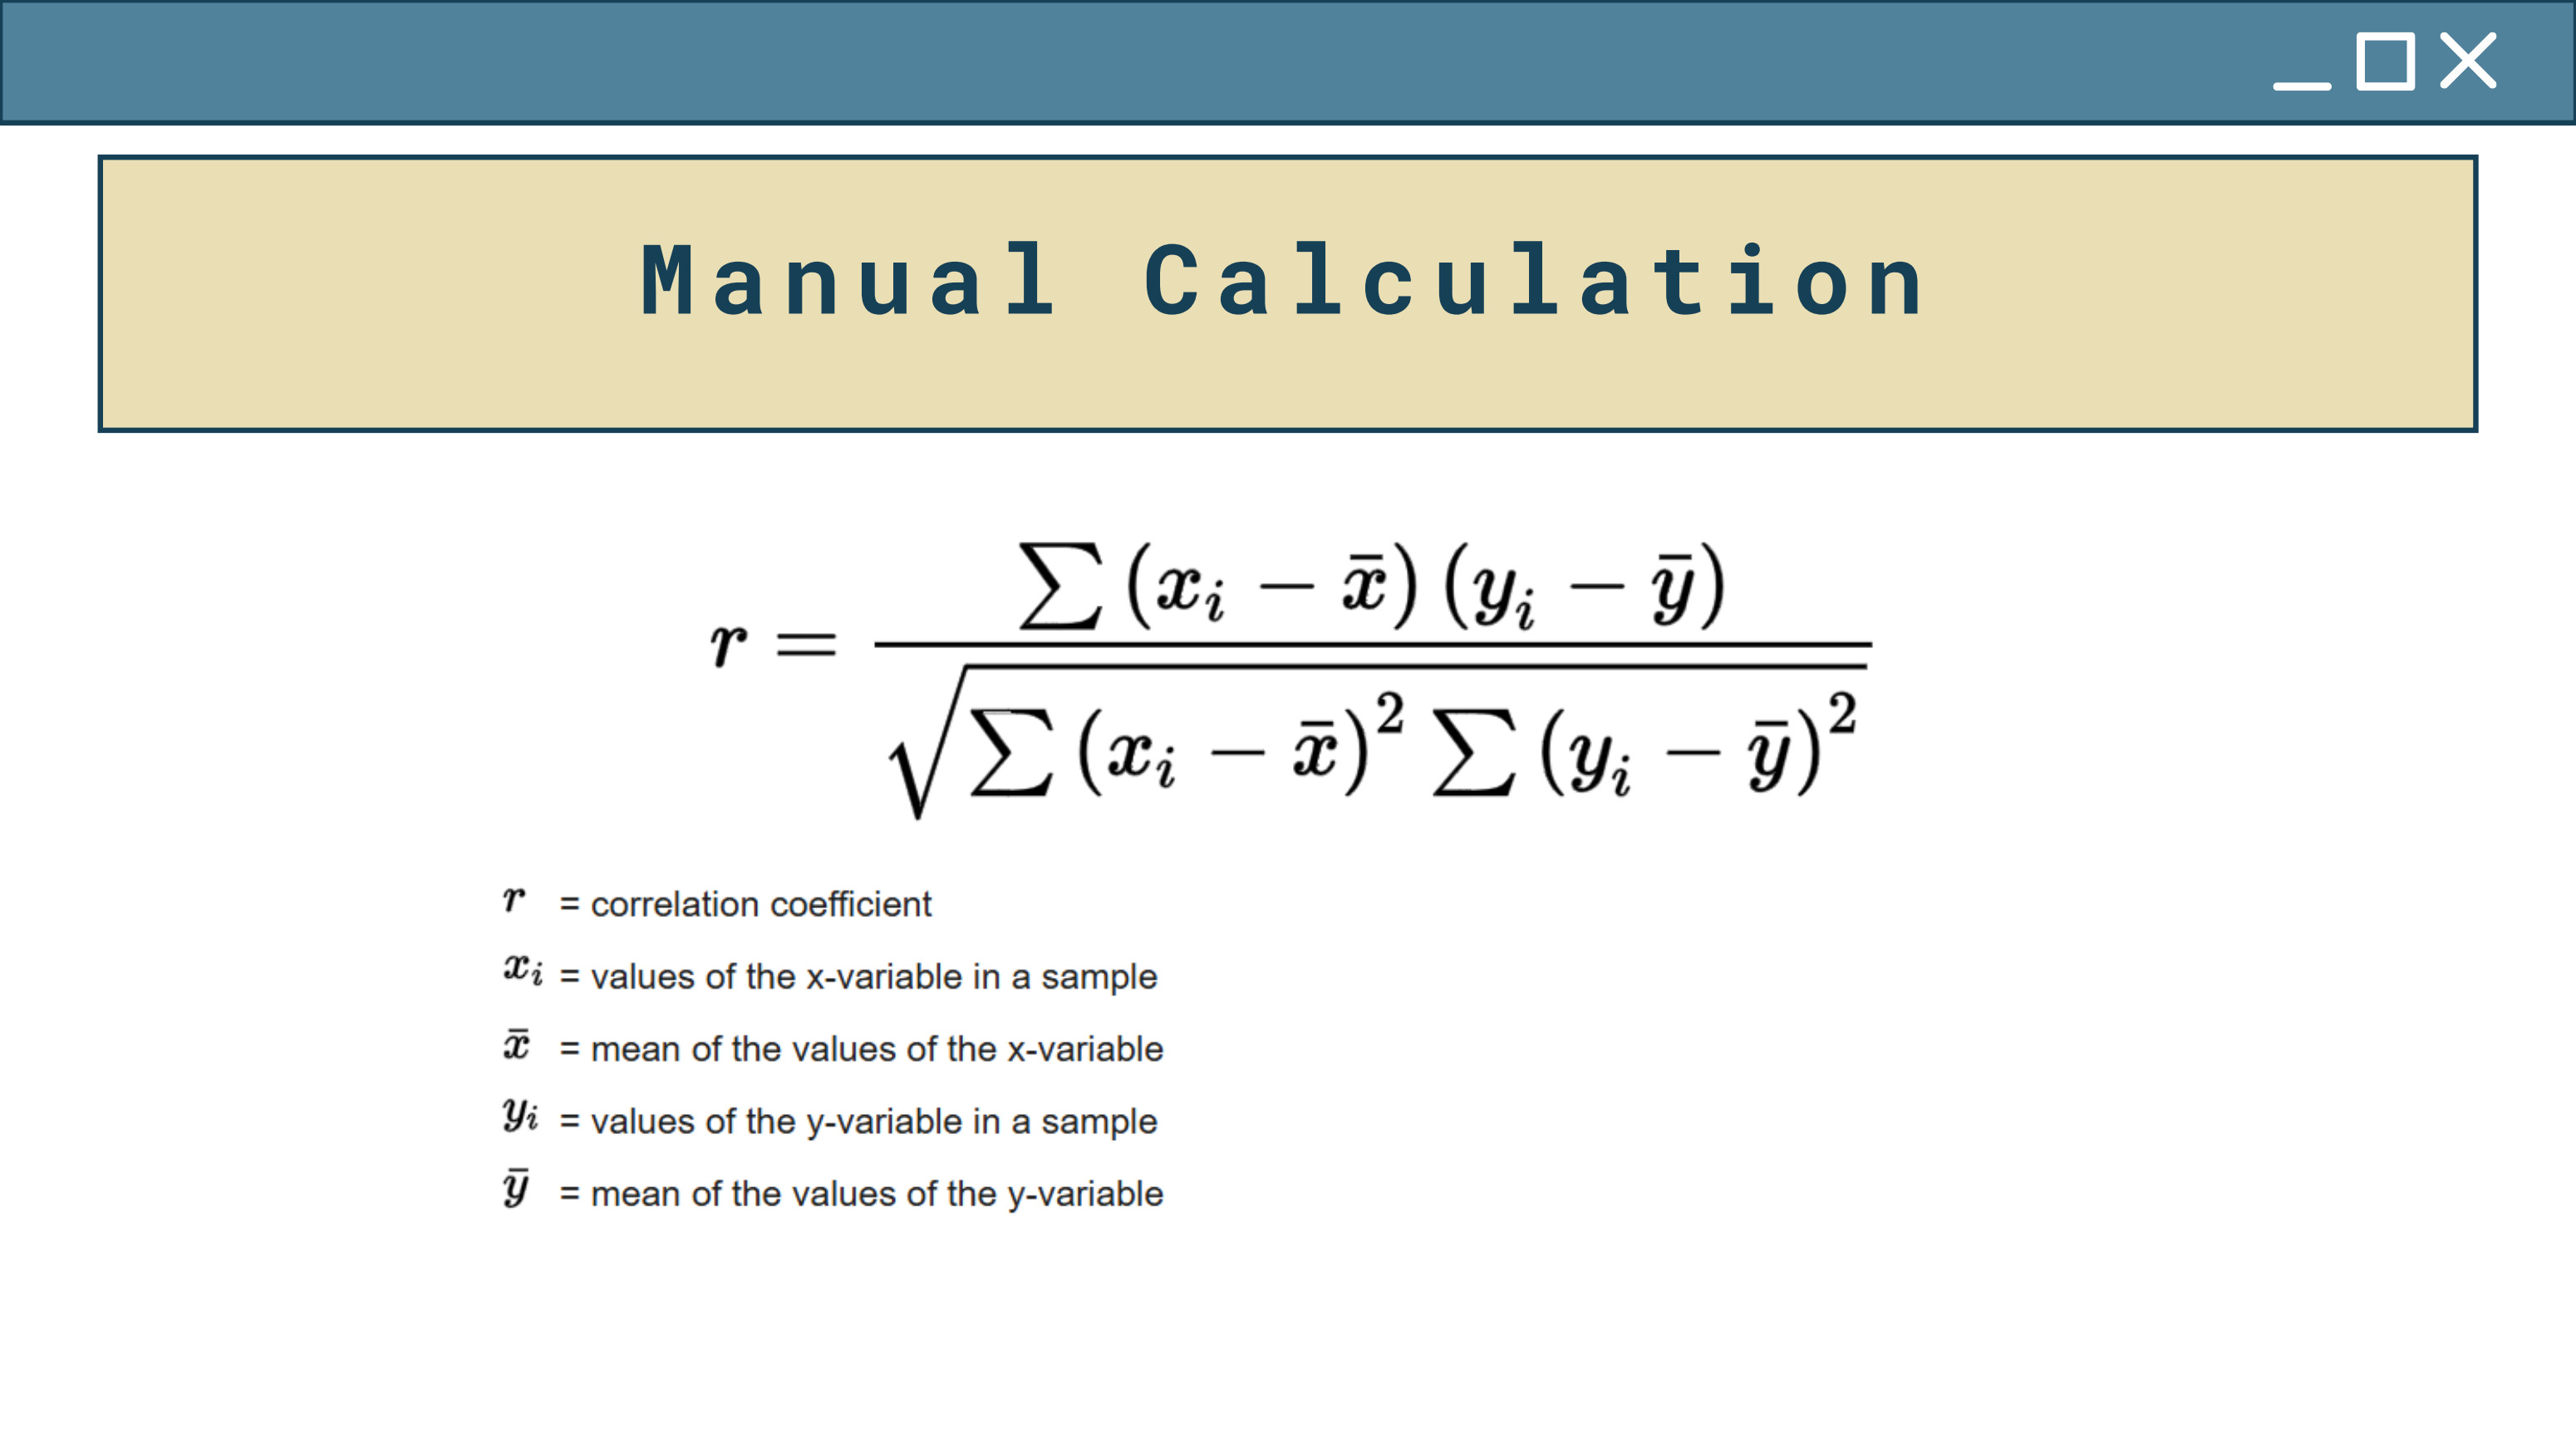 Manual Calculation
r = ∑ (xᵢ − x̄) (yᵢ − ȳ) / √(∑ (xᵢ − x̄)² ∑ (yᵢ − ȳ)²)
r = correlation coefficient
xᵢ = values of the x-variable in a sample
x̄ = mean of the values of the x-variable
yᵢ = values of the y-variable in a sample
ȳ = mean of the values of the y-variable